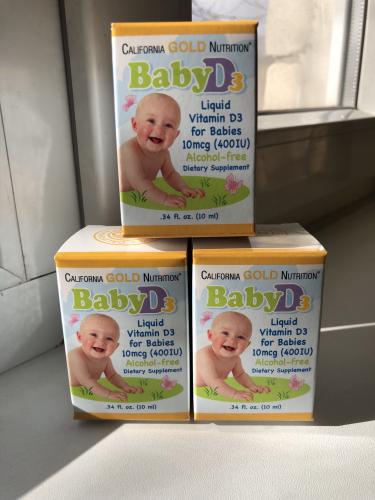 CALIFORNIA GOLD NUTRITION®
BabyD3
Liquid
Vitamin D3
for Babies
10mcg (400IU)
Alcohol-free
Dietary Supplement
.34 fl. oz. (10 ml)
CALIFORNIA GOLD NUTRITION®
BabyD3
Liquid
Vitamin D3
for Babies
10mcg (400IU)
Alcohol-free
Dietary Supplement
.34 fl. oz. (10 ml)
CALIFORNIA GOLD NUTRITION®
BabyD3
Liquid
Vitamin D3
for Babies
10mcg (400IU)
Alcohol-free
Dietary Supplement
.34 fl. oz. (10 ml)